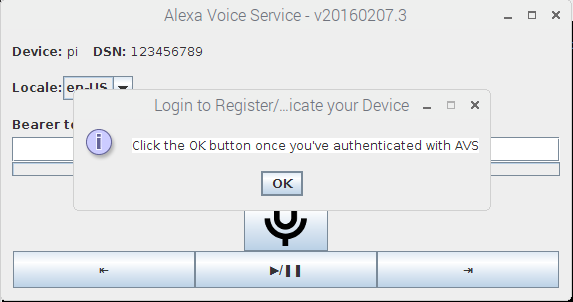 Alexa Voice Service - v20160207.3
Device: pi DSN: 123456789
Locale: en-US
Login to Register/...icate your Device
Bearer to
Click the OK button once you've authenticated with AVS
OK